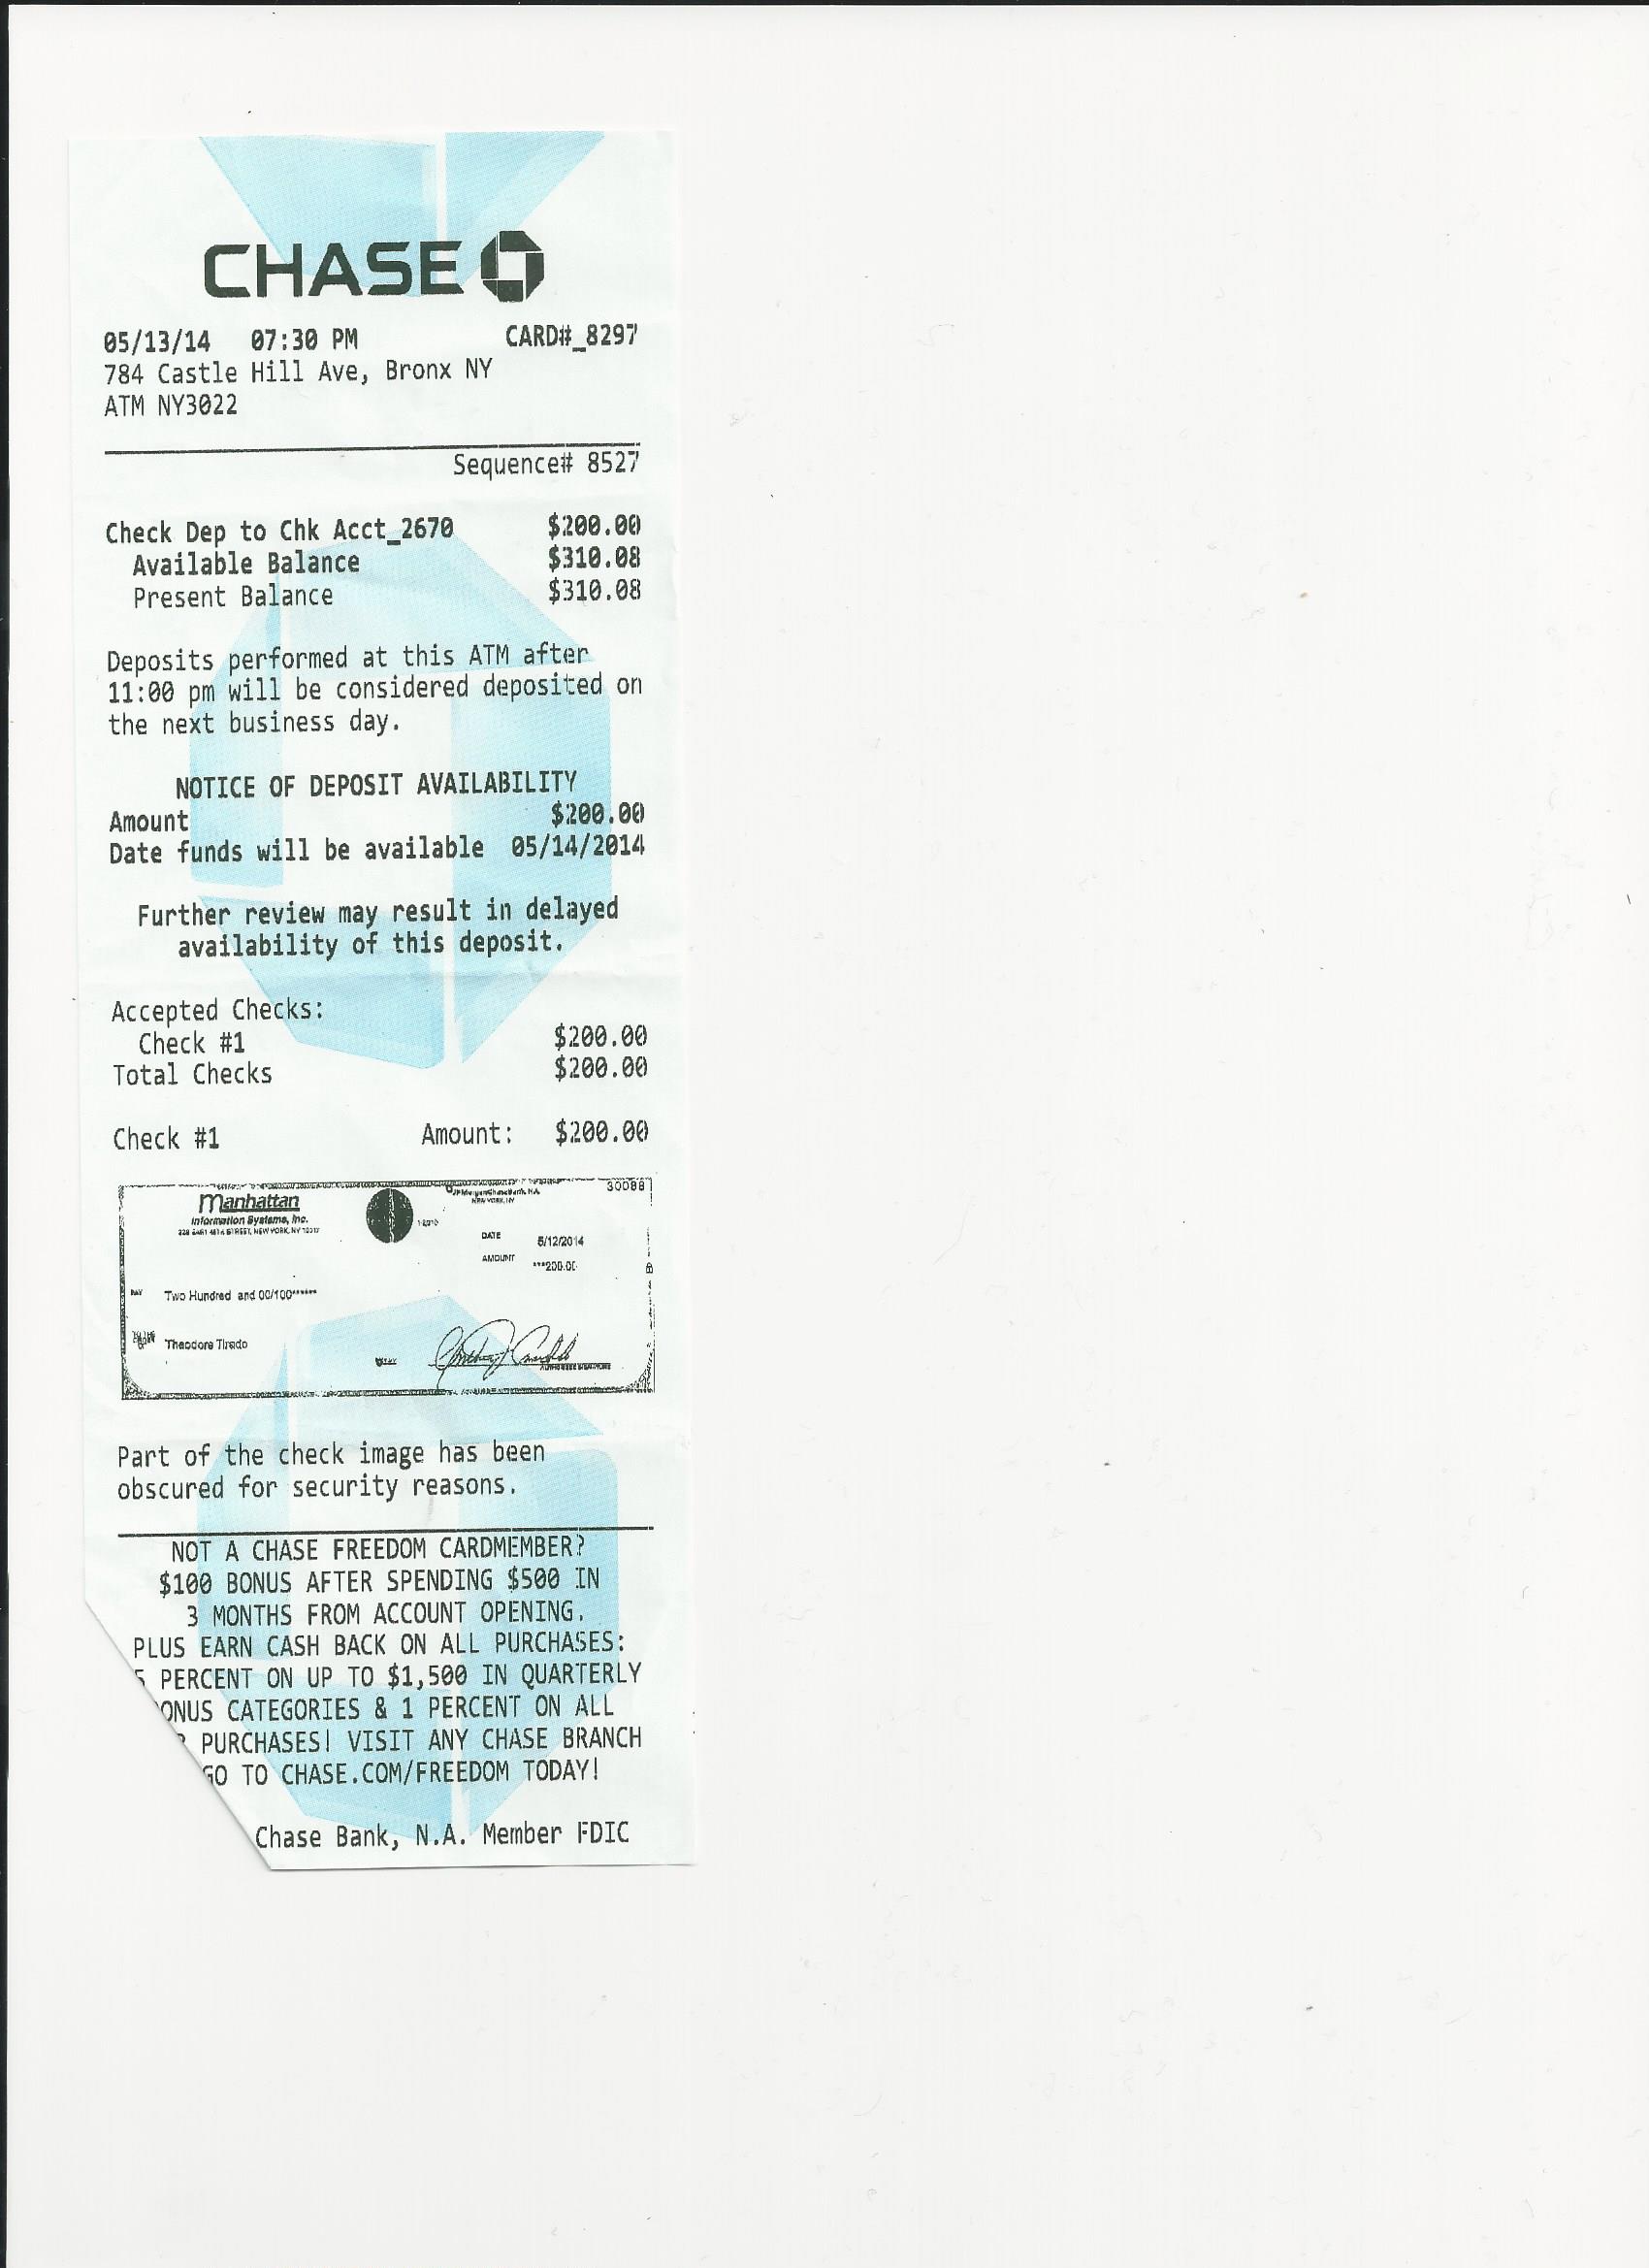 CHASE
05/13/14 07:30 PM CARD#_8297
784 Castle Hill Ave, Bronx NY
ATM NY3022
Sequence# 8527
Check Dep to Chk Acct_2670 $200.00
Available Balance $310.08
Present Balance $310.08
Deposits performed at this ATM after
11:00 pm will be considered deposited on
the next business day.
NOTICE OF DEPOSIT AVAILABILITY
Amount $200.00
Date funds will be available 05/14/2014
Further review may result in delayed
availability of this deposit.
Accepted Checks:
Check #1 $200.00
Total Checks $200.00
Check #1 Amount: $200.00
Manhattan 30088
Information Systems, Inc.
STREET, NEW YORK, NY
NEW YORK, NY
DATE 5/12/2014
AMOUNT ***200.00
PAY Two Hundred and 00/100******
Theodore Tirado
Part of the check image has been
obscured for security reasons.
NOT A CHASE FREEDOM CARDMEMBER?
$100 BONUS AFTER SPENDING $500 IN
3 MONTHS FROM ACCOUNT OPENING.
PLUS EARN CASH BACK ON ALL PURCHASES:
5 PERCENT ON UP TO $1,500 IN QUARTERLY
ONUS CATEGORIES & 1 PERCENT ON ALL
PURCHASES! VISIT ANY CHASE BRANCH
GO TO CHASE.COM/FREEDOM TODAY!
Chase Bank, N.A. Member FDIC